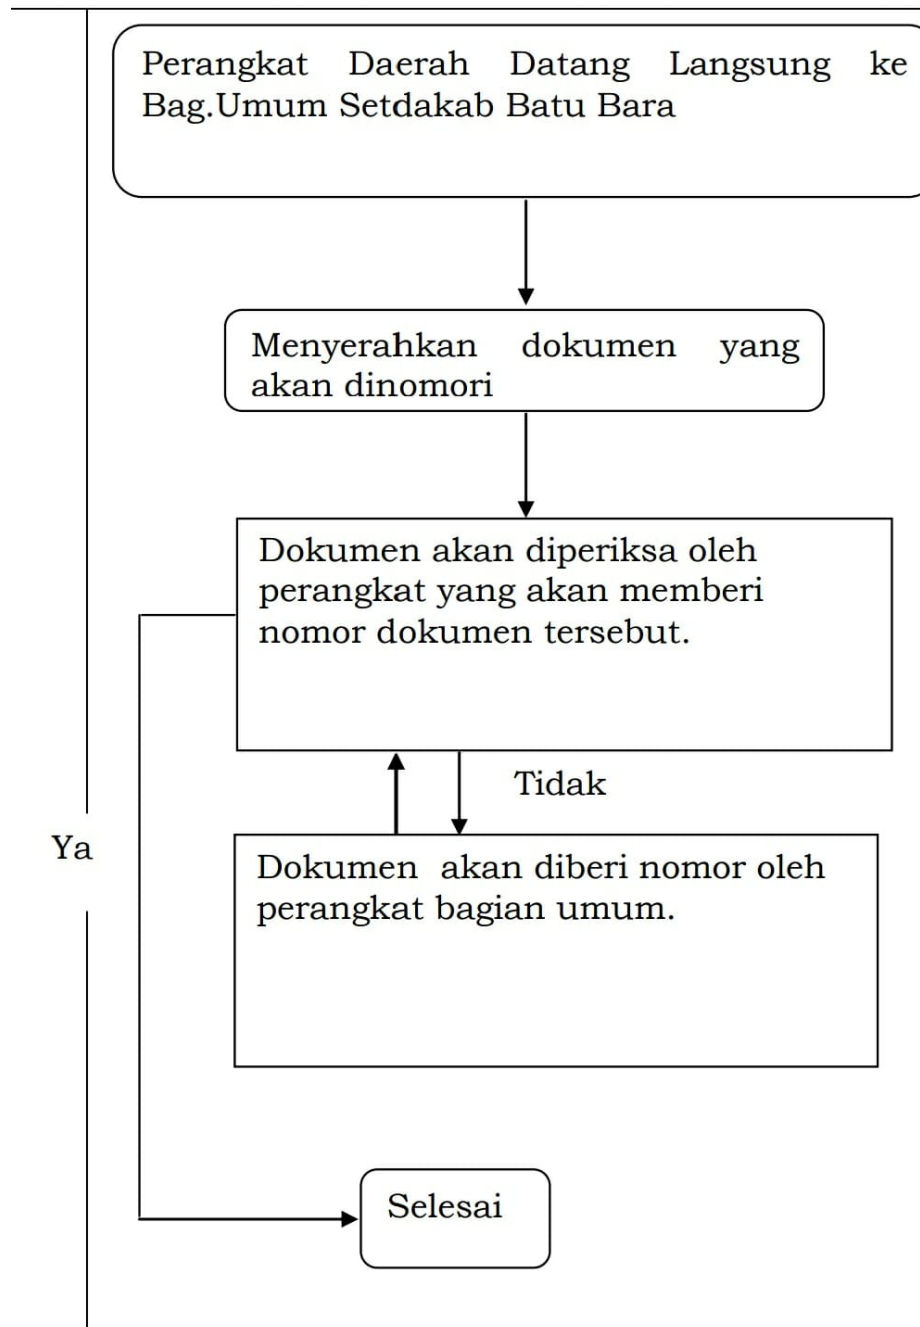 Perangkat Daerah Datang Langsung ke
Bag.Umum Setdakab Batu Bara
Menyerahkan dokumen yang
akan dinomori
Dokumen akan diperiksa oleh
perangkat yang akan memberi
nomor dokumen tersebut.
Tidak
Ya
Dokumen akan diberi nomor oleh
perangkat bagian umum.
Selesai